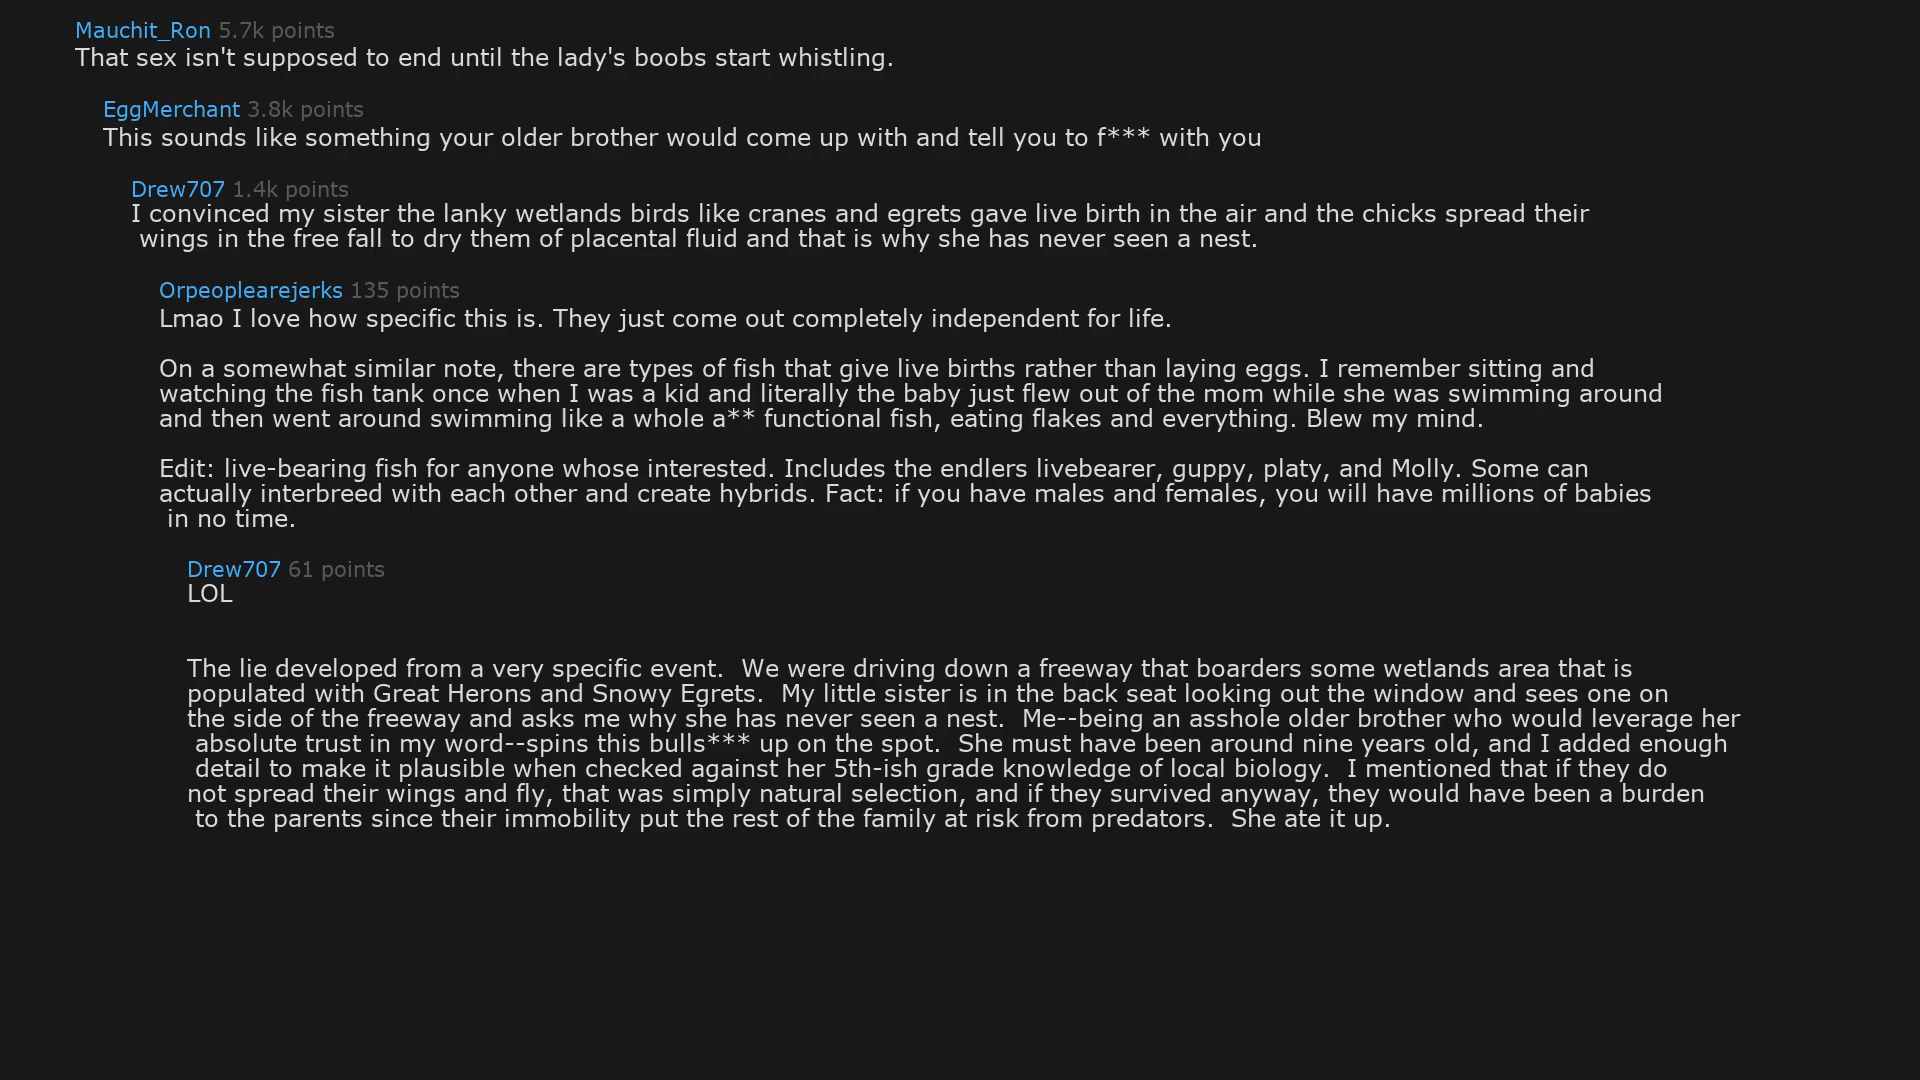 Mauchit_Ron 5.7k points
That sex isn't supposed to end until the lady's boobs start whistling.
EggMerchant 3.8k points
This sounds like something your older brother would come up with and tell you to f*** with you
Drew707 1.4k points
I convinced my sister the lanky wetlands birds like cranes and egrets gave live birth in the air and the chicks spread their
wings in the free fall to dry them of placental fluid and that is why she has never seen a nest.
Orpeoplearejerks 135 points
Lmao I love how specific this is. They just come out completely independent for life.
On a somewhat similar note, there are types of fish that give live births rather than laying eggs. I remember sitting and
watching the fish tank once when I was a kid and literally the baby just flew out of the mom while she was swimming around
and then went around swimming like a whole a** functional fish, eating flakes and everything. Blew my mind.
Edit: live-bearing fish for anyone whose interested. Includes the endlers livebearer, guppy, platy, and Molly. Some can
actually interbreed with each other and create hybrids. Fact: if you have males and females, you will have millions of babies
in no time.
Drew707 61 points
LOL
The lie developed from a very specific event.  We were driving down a freeway that boarders some wetlands area that is
populated with Great Herons and Snowy Egrets.  My little sister is in the back seat looking out the window and sees one on
the side of the freeway and asks me why she has never seen a nest.  Me--being an asshole older brother who would leverage her
absolute trust in my word--spins this bulls*** up on the spot.  She must have been around nine years old, and I added enough
detail to make it plausible when checked against her 5th-ish grade knowledge of local biology.  I mentioned that if they do
not spread their wings and fly, that was simply natural selection, and if they survived anyway, they would have been a burden
to the parents since their immobility put the rest of the family at risk from predators.  She ate it up.